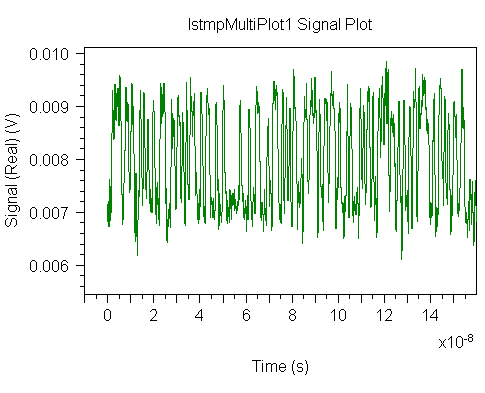 lstmpMultiPlot1 Signal Plot
0.010
0.009
0.008
0.007
0.006
Signal (Real) (V)
0 2 4 6 8 10 12 14
x10-8
Time (s)